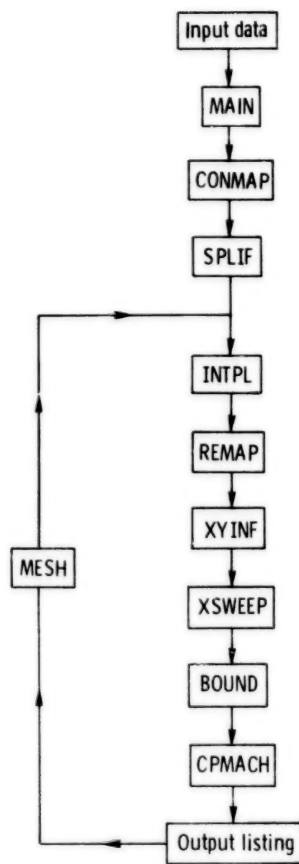 Input data
MAIN
CONMAP
SPLIF
INTPL
REMAP
XYINF
MESH
XSWEEP
BOUND
CPMACH
Output listing